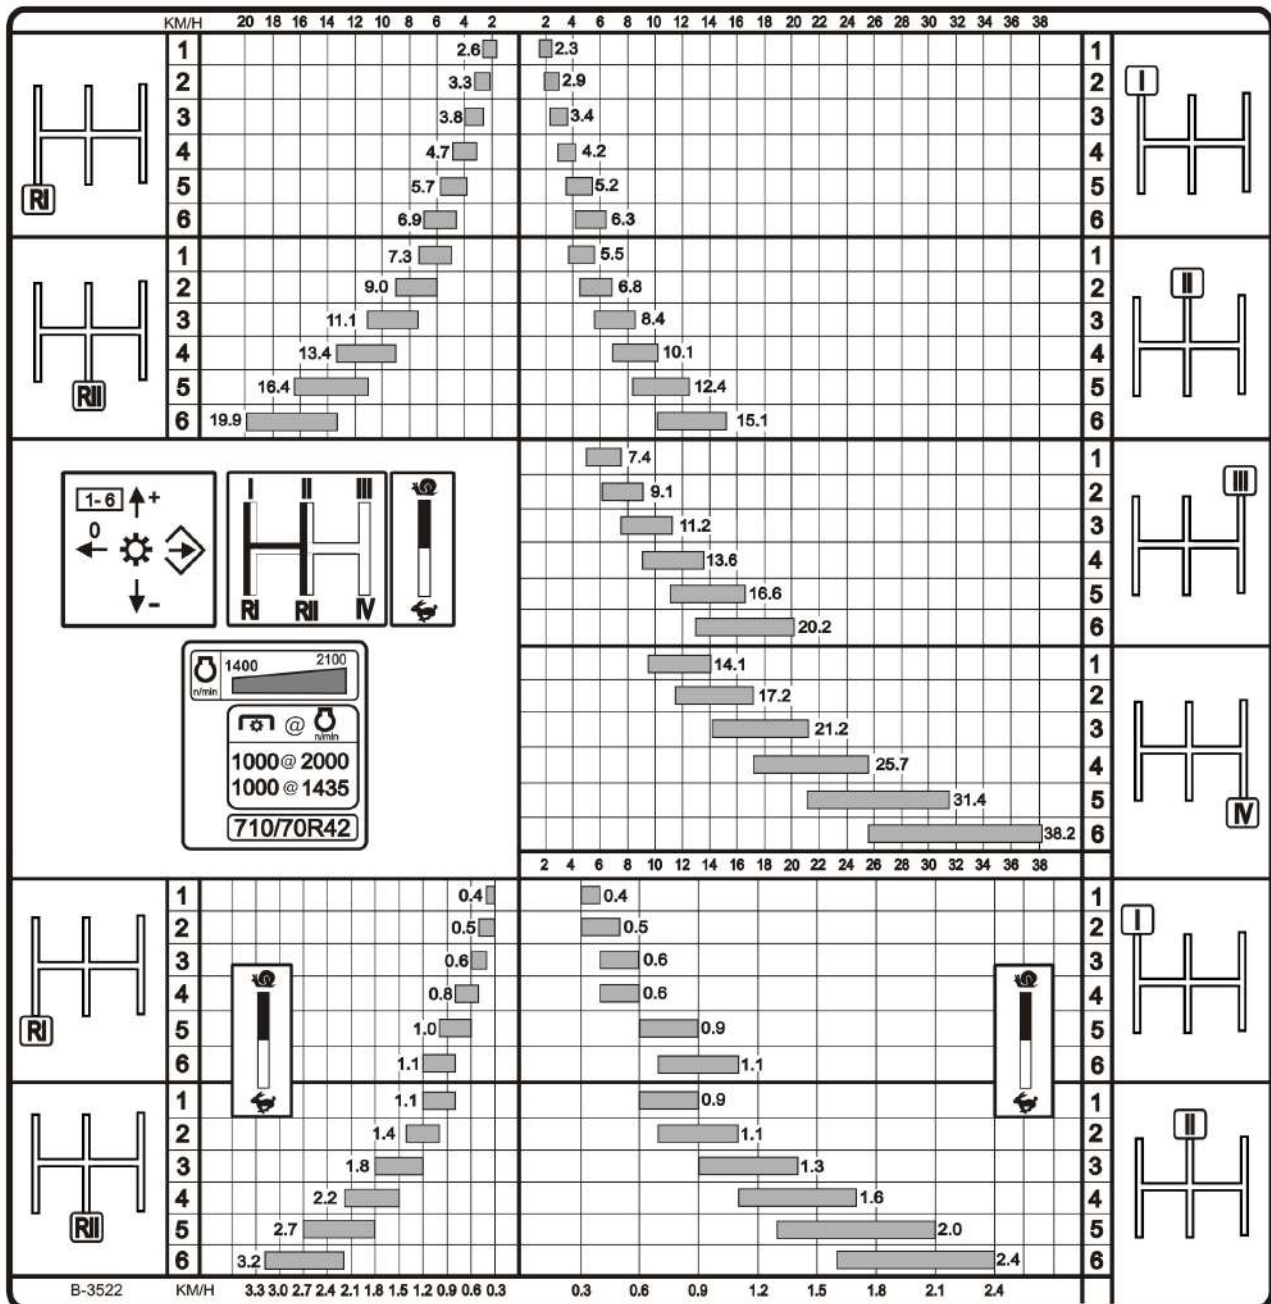 KM/H 20 18 16 14 12 10 8 6 4 2 2 4 6 8 10 12 14 16 18 20 22 24 26 28 30 32 34 36 38
1 2.6 2.3 1
2 3.3 2.9 2 I
3 3.8 3.4 3
4 4.7 4.2 4
5 5.7 5.2 5
RI 6 6.9 6.3 6
1 7.3 5.5 1
2 9.0 6.8 2 II
3 11.1 8.4 3
4 13.4 10.1 4
RII 5 16.4 12.4 5
6 19.9 15.1 6
7.4 1
I II III 9.1 2 III
1-6 + 11.2 3
0 13.6 4
- 16.6 5
RI RII IV 20.2 6
1400 2100 14.1 1
n/min 17.2 2
@ n/min 21.2 3
1000@2000 25.7 4
1000@1435 31.4 5 IV
710/70R42 38.2 6
2 4 6 8 10 12 14 16 18 20 22 24 26 28 30 32 34 36 38
1 0.4 0.4 1
2 0.5 0.5 2 I
3 0.6 0.6 3
4 0.8 0.6 4
RI 5 1.0 0.9 5
6 1.1 1.1 6
1 1.1 0.9 1
2 1.4 1.1 2 II
3 1.8 1.3 3
4 2.2 1.6 4
RII 5 2.7 2.0 5
6 3.2 2.4 6
B-3522 KM/H 3.3 3.0 2.7 2.4 2.1 1.8 1.5 1.2 0.9 0.6 0.3 0.3 0.6 0.9 1.2 1.5 1.8 2.1 2.4